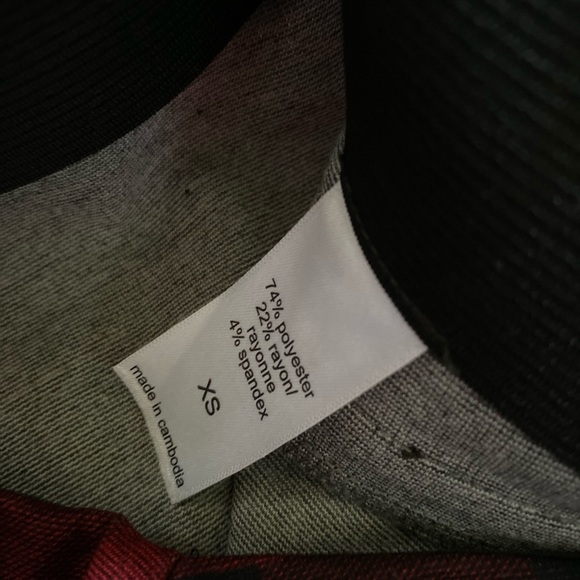 74% polyester
22% rayon/
rayonne
4% spandex
XS
made in cambodia